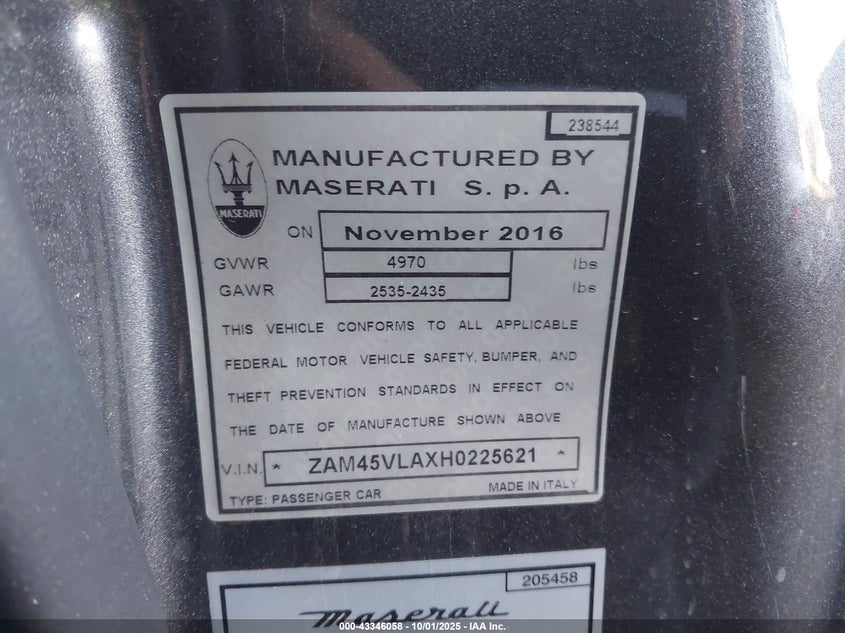 238544
MASERATI
MANUFACTURED BY
MASERATI S. p. A.
ON November 2016
GVWR 4970 lbs
GAWR 2535-2435 lbs
THIS VEHICLE CONFORMS TO ALL APPLICABLE
FEDERAL MOTOR VEHICLE SAFETY, BUMPER, AND
THEFT PREVENTION STANDARDS IN EFFECT ON
THE DATE OF MANUFACTURE SHOWN ABOVE
V.I.N. * ZAM45VLAXH0225621 *
TYPE: PASSENGER CAR MADE IN ITALY
205458
Maserati
000-43346058 - 10/01/2025 - IAA Inc.